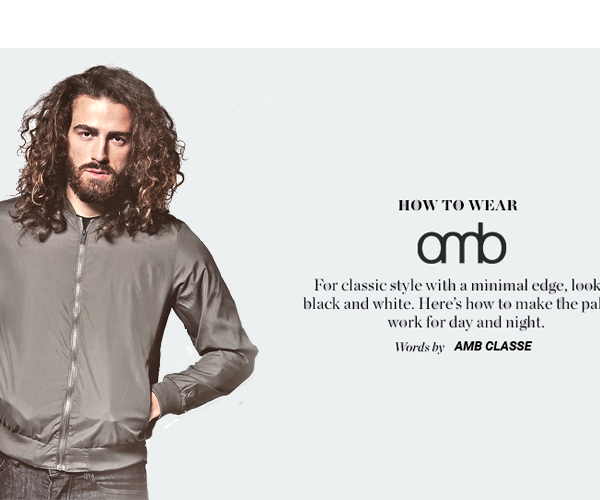 HOW TO WEAR
amb
For classic style with a minimal edge, look
black and white. Here's how to make the pal
work for day and night.
Words by AMB CLASSE